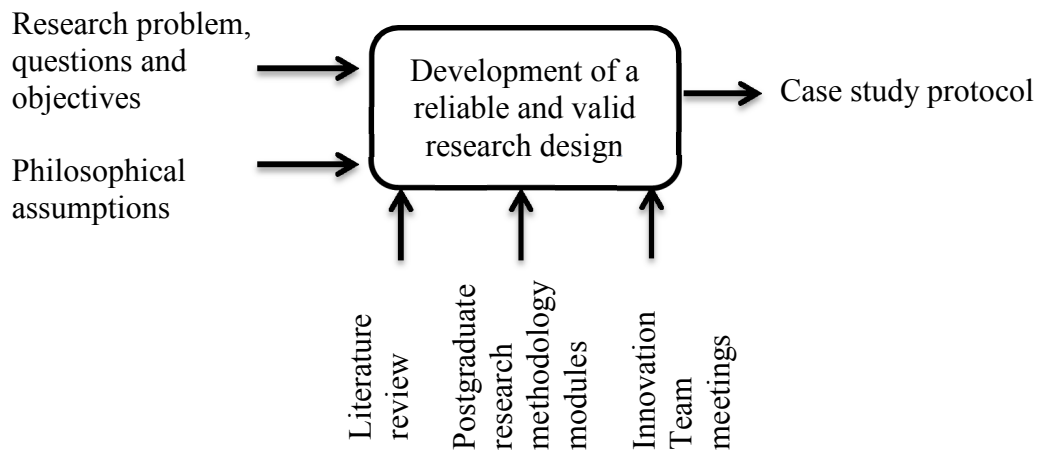 Research problem,
questions and
objectives
Philosophical
assumptions
Development of a
reliable and valid
research design
Case study protocol
Literature
review
Postgraduate
research
methodology
modules
Innovation
Team
meetings